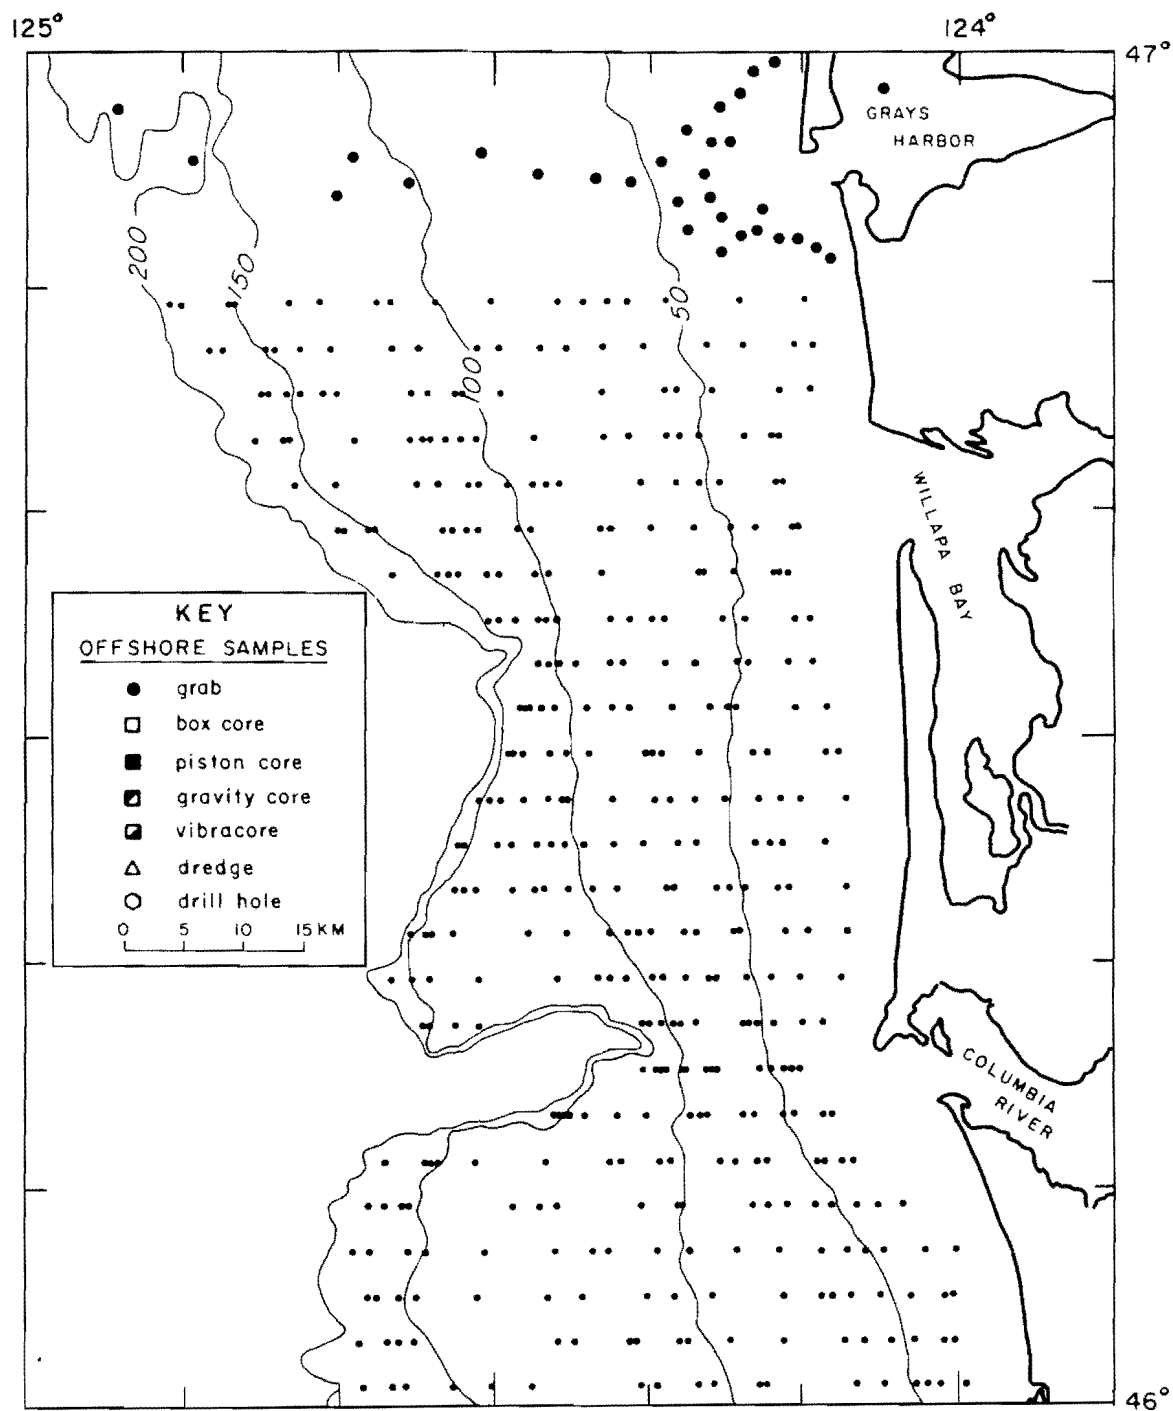 125° 124°
47°
GRAYS
HARBOR
200
150
50
100
WILLAPA BAY
KEY
OFFSHORE SAMPLES
grab
box core
piston core
gravity core
vibracore
dredge
drill hole
0 5 10 15 KM
COLUMBIA
RIVER
46°